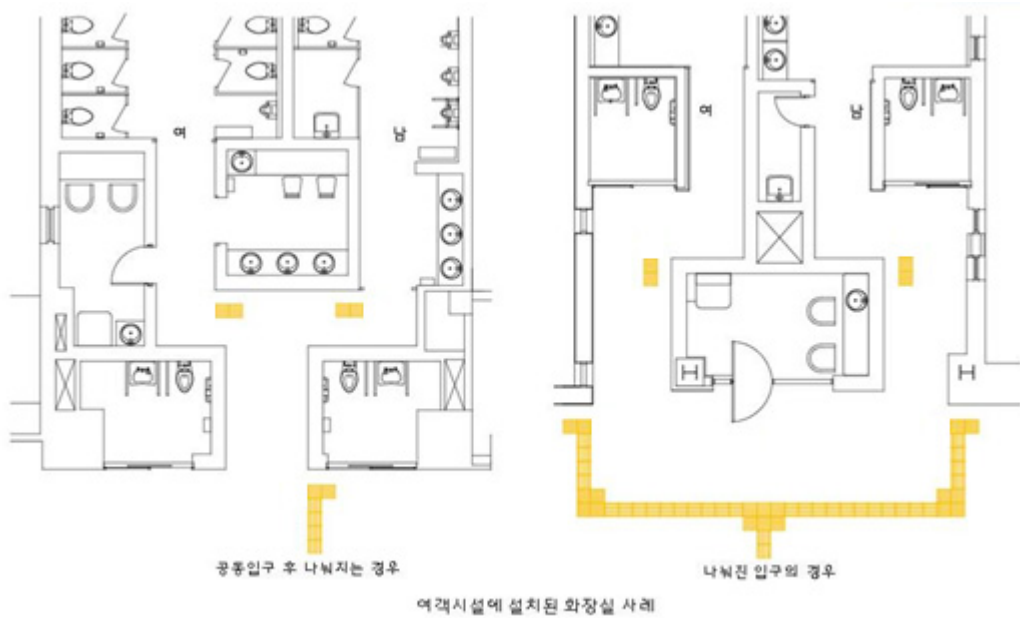 여
남
여
남
H
H
공동입구 후 나눠지는 경우
나눠진 입구의 경우
여객시설에 설치된 화장실 사례